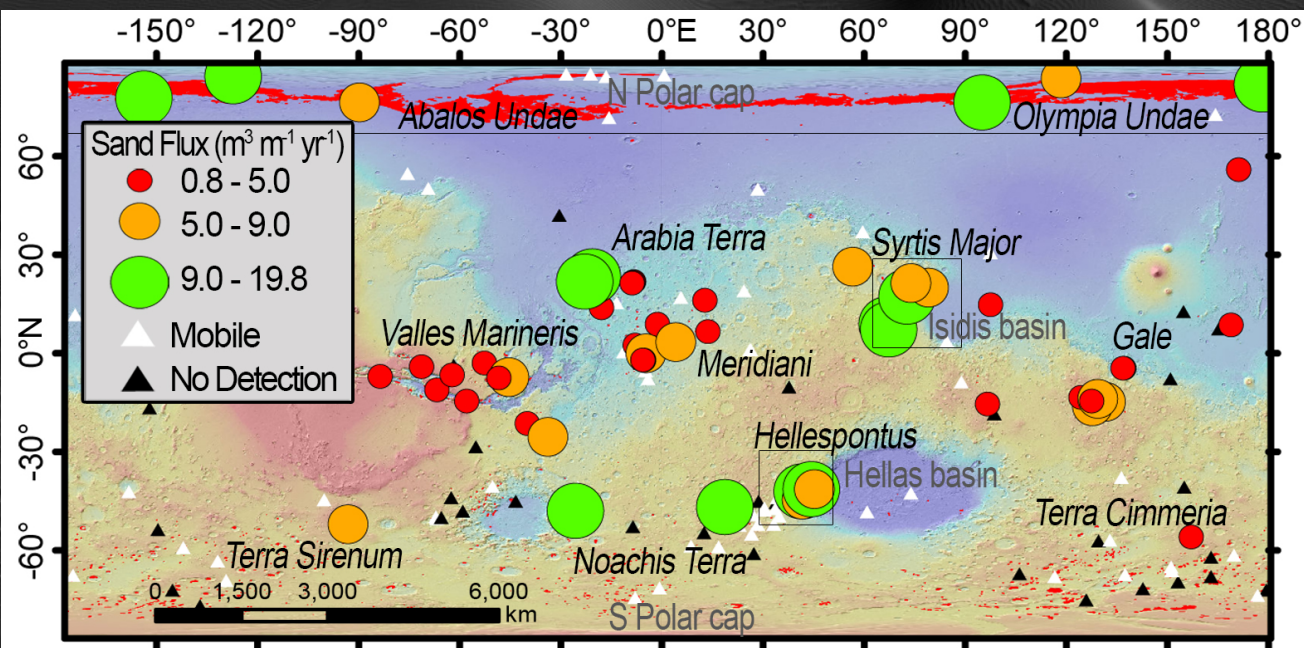 -150° -120° -90° -60° -30° 0°E 30° 60° 90° 120° 150° 180°
N Polar cap
Abalos Undae
Olympia Undae
60°
30°
0°N
-30°
-60°
Sand Flux (m³ m⁻¹ yr⁻¹)
0.8 - 5.0
5.0 - 9.0
9.0 - 19.8
Mobile
No Detection
Arabia Terra
Syrtis Major
Isidis basin
Valles Marineris
Meridiani
Gale
Hellespontus
Hellas basin
Terra Cimmeria
Terra Sirenum
Noachis Terra
0 1,500 3,000 6,000
km
S Polar cap